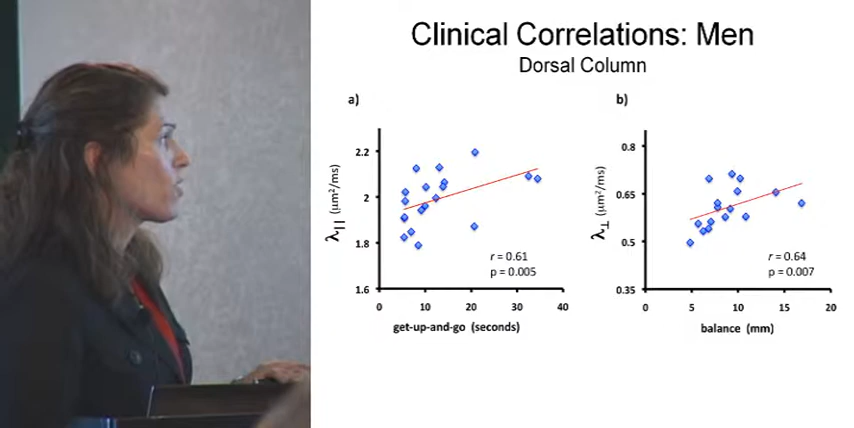 Clinical Correlations: Men
Dorsal Column
a)
λ|| (μm²/ms)
2.2
2
1.8
1.6
0 10 20 30 40
get-up-and-go (seconds)
r = 0.61
p = 0.005
b)
λ⊥ (μm²/ms)
0.8
0.65
0.5
0.35
0 5 10 15 20
balance (mm)
r = 0.64
p = 0.007